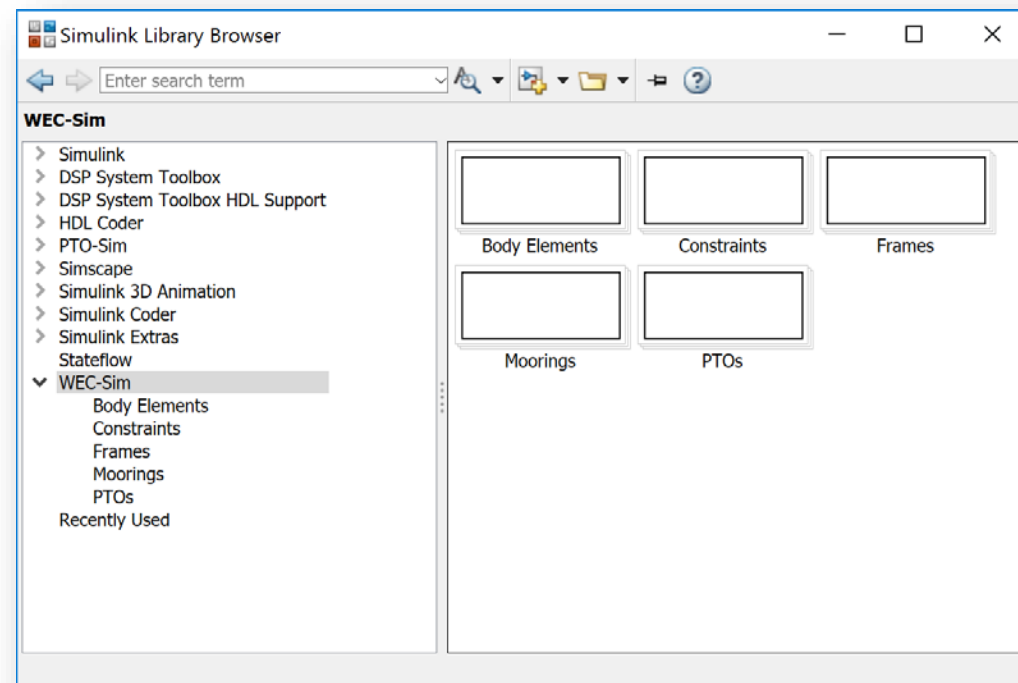 Simulink Library Browser
Enter search term
WEC-Sim
Simulink
DSP System Toolbox
DSP System Toolbox HDL Support
HDL Coder
PTO-Sim
Simscape
Simulink 3D Animation
Simulink Coder
Simulink Extras
Stateflow
WEC-Sim
Body Elements
Constraints
Frames
Moorings
PTOs
Recently Used
Body Elements Constraints Frames
Moorings PTOs